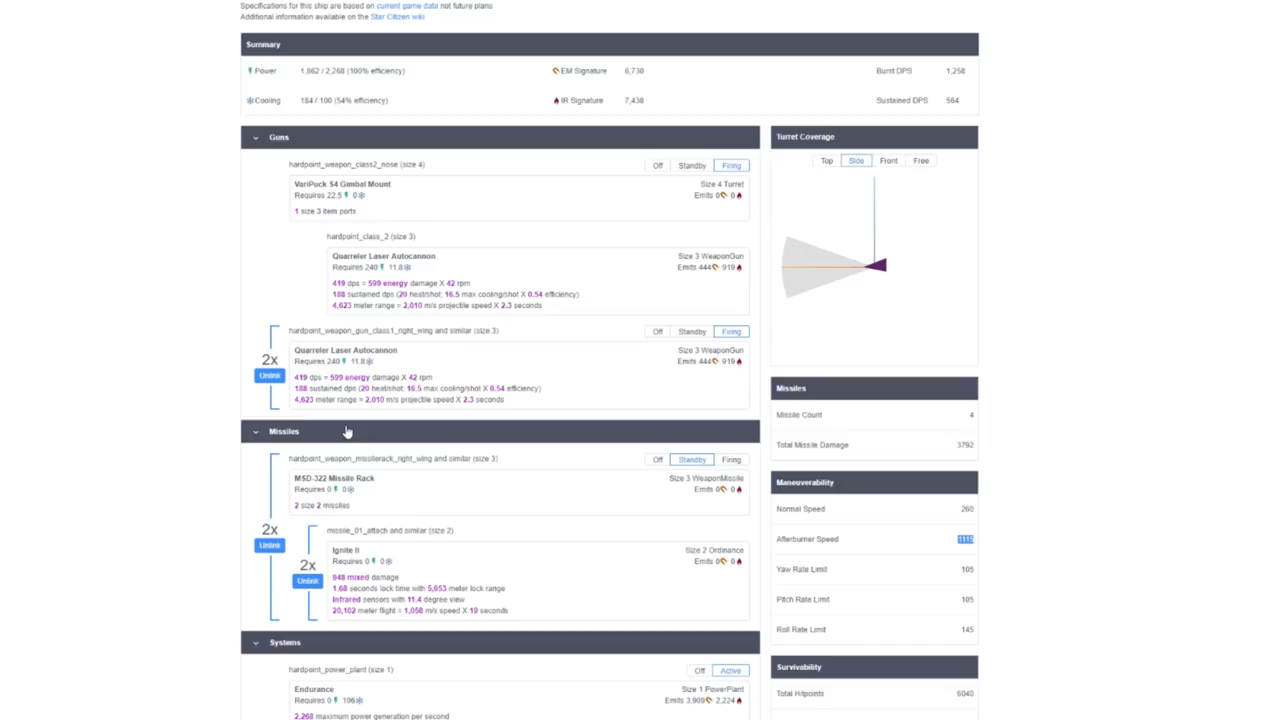 Specifications for this ship are based on current game data not future plans
Additional information available on the Star Citizen wiki
Summary
Power 1,862 / 2,268 (100% efficiency) EM Signature 6,730 Burst DPS 1,258
Cooling 184 / 100 (54% efficiency) IR Signature 7,438 Sustained DPS 564
Guns
hardpoint_weapon_class2_nose (size 4) Off Standby Firing
VariPuck S4 Gimbal Mount Size 4 Turret
Requires 22.5 0 Emits 0 0
1 size 3 item ports
hardpoint_class_2 (size 3)
Quarreler Laser Autocannon Size 3 WeaponGun
Requires 240 11.8 Emits 444 919
419 dps = 599 energy damage X 42 rpm
188 sustained dps (20 heat/shot; 16.5 max cooling/shot X 0.54 efficiency)
4,623 meter range = 2,010 m/s projectile speed X 2.3 seconds
hardpoint_weapon_gun_class1_right_wing and similar (size 3) Off Standby Firing
2x
Unlink
Quarreler Laser Autocannon Size 3 WeaponGun
Requires 240 11.8 Emits 444 919
419 dps = 599 energy damage X 42 rpm
188 sustained dps (20 heat/shot; 16.5 max cooling/shot X 0.54 efficiency)
4,623 meter range = 2,010 m/s projectile speed X 2.3 seconds
Missiles
hardpoint_weapon_missilerack_right_wing and similar (size 3) Off Standby Firing
MSD-322 Missile Rack Size 3 WeaponMissile
Requires 0 0 Emits 0 0
2 size 2 missiles
2x
Unlink
missile_01_attach and similar (size 2)
2x
Unlink
Ignite II Size 2 Ordinance
Requires 0 0 Emits 0 0
948 mixed damage
1.68 seconds lock time with 5,653 meter lock range
Infrared sensors with 11.4 degree view
20,102 meter flight = 1,058 m/s speed X 19 seconds
Systems
hardpoint_power_plant (size 1) Off Active
Endurance Size 1 PowerPlant
Requires 0 106 Emits 3,909 2,224
2,268 maximum power generation per second
Turret Coverage
Top Side Front Free
Missiles
Missile Count 4
Total Missile Damage 3792
Maneuverability
Normal Speed 260
Afterburner Speed 1115
Yaw Rate Limit 105
Pitch Rate Limit 105
Roll Rate Limit 145
Survivability
Total Hitpoints 6040